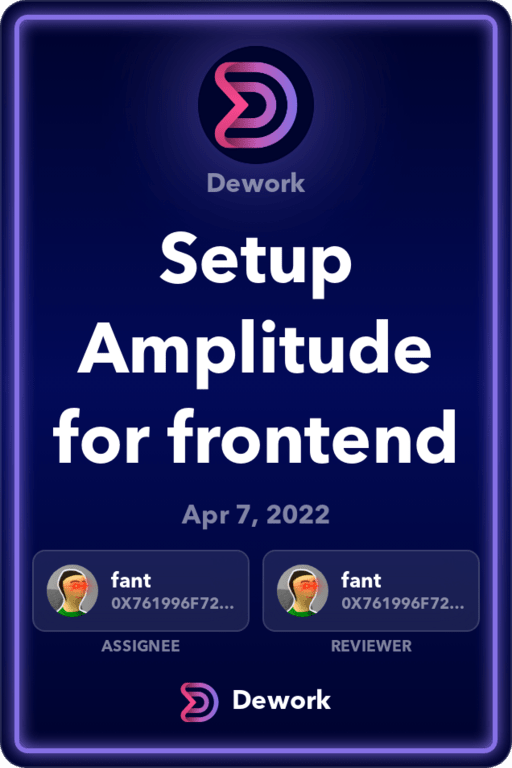 Dework
Setup
Amplitude
for frontend
Apr 7, 2022
fant
0X761996F72...
ASSIGNEE
fant
0X761996F72...
REVIEWER
Dework